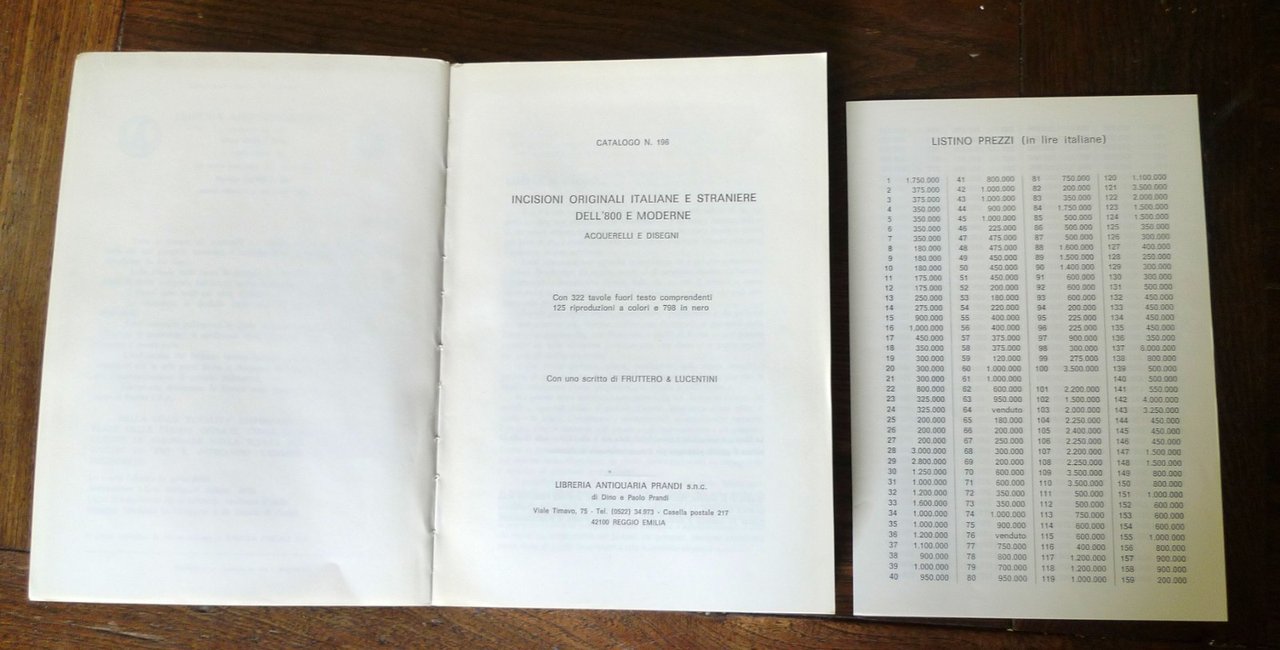 CATALOGO N. 196
INCISIONI ORIGINALI ITALIANE E STRANIERE
DELL'800 E MODERNE
ACQUERELLI E DISEGNI
Con 322 tavole fuori testo comprendenti
125 riproduzioni a colori e 798 in nero
Con uno scritto di FRUTTERO & LUCENTINI
LIBRERIA ANTIQUARIA PRANDI s.n.c.
di Dino e Paolo Prandi
Viale Timavo, 75 - Tel. (0522) 34.973 - Casella postale 217
42100 REGGIO EMILIA
LISTINO PREZZI (in lire italiane)
1 1.750.000 41 800.000 81 750.000 120 1.100.000
2 375.000 42 1.000.000 82 200.000 121 3.500.000
3 375.000 43 1.000.000 83 350.000 122 2.000.000
4 350.000 44 900.000 84 1.750.000 123 1.500.000
5 350.000 45 1.000.000 85 500.000 124 1.500.000
6 350.000 46 225.000 86 500.000 125 350.000
7 350.000 47 475.000 87 500.000 126 300.000
8 180.000 48 475.000 88 1.600.000 127 400.000
9 180.000 49 450.000 89 1.500.000 128 250.000
10 180.000 50 450.000 90 1.400.000 129 300.000
11 175.000 51 450.000 91 600.000 130 300.000
12 175.000 52 200.000 92 600.000 131 500.000
13 250.000 53 180.000 93 600.000 132 450.000
14 275.000 54 220.000 94 200.000 133 450.000
15 900.000 55 400.000 95 225.000 134 450.000
16 1.000.000 56 400.000 96 225.000 135 450.000
17 450.000 57 375.000 97 900.000 136 350.000
18 350.000 58 375.000 98 300.000 137 6.000.000
19 300.000 59 120.000 99 275.000 138 800.000
20 300.000 60 1.000.000 100 3.500.000 139 500.000
21 300.000 61 1.000.000 140 500.000
22 800.000 62 600.000 101 2.200.000 141 550.000
23 325.000 63 950.000 102 1.500.000 142 4.000.000
24 325.000 64 venduto 103 2.000.000 143 3.250.000
25 200.000 65 180.000 104 2.250.000 144 450.000
26 200.000 66 200.000 105 2.400.000 145 450.000
27 200.000 67 250.000 106 2.250.000 146 450.000
28 3.000.000 68 300.000 107 2.200.000 147 1.500.000
29 2.800.000 69 200.000 108 2.250.000 148 1.500.000
30 1.250.000 70 600.000 109 3.500.000 149 800.000
31 1.000.000 71 600.000 110 3.500.000 150 800.000
32 1.200.000 72 350.000 111 500.000 151 1.000.000
33 1.600.000 73 350.000 112 500.000 152 600.000
34 1.000.000 74 1.000.000 113 750.000 153 600.000
35 1.000.000 75 900.000 114 600.000 154 600.000
36 1.200.000 76 venduto 115 600.000 155 1.000.000
37 1.100.000 77 750.000 116 400.000 156 800.000
38 900.000 78 800.000 117 1.200.000 157 900.000
39 1.000.000 79 700.000 118 1.200.000 158 900.000
40 950.000 80 950.000 119 1.000.000 159 200.000